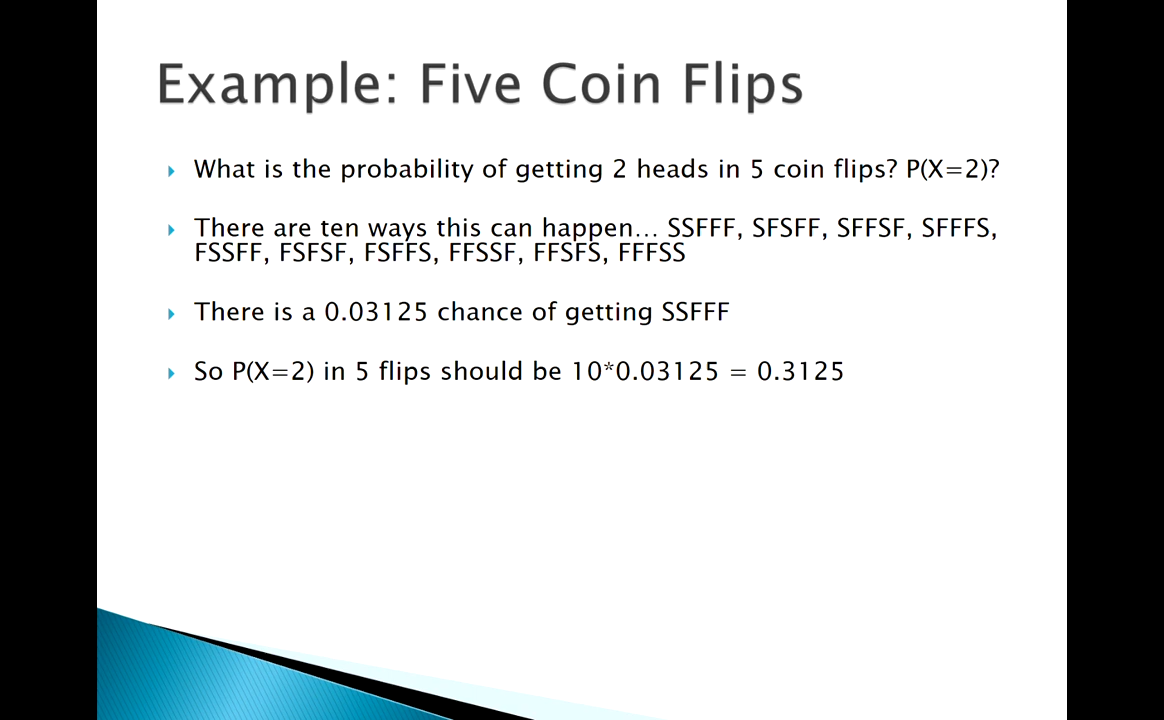 Example: Five Coin Flips
What is the probability of getting 2 heads in 5 coin flips? P(X=2)?
There are ten ways this can happen... SSFFF, SFSFF, SFFSF, SFFFS,
FSSFF, FSFSF, FSFFS, FFSSF, FFSFS, FFFSS
There is a 0.03125 chance of getting SSFFF
So P(X=2) in 5 flips should be 10*0.03125 = 0.3125